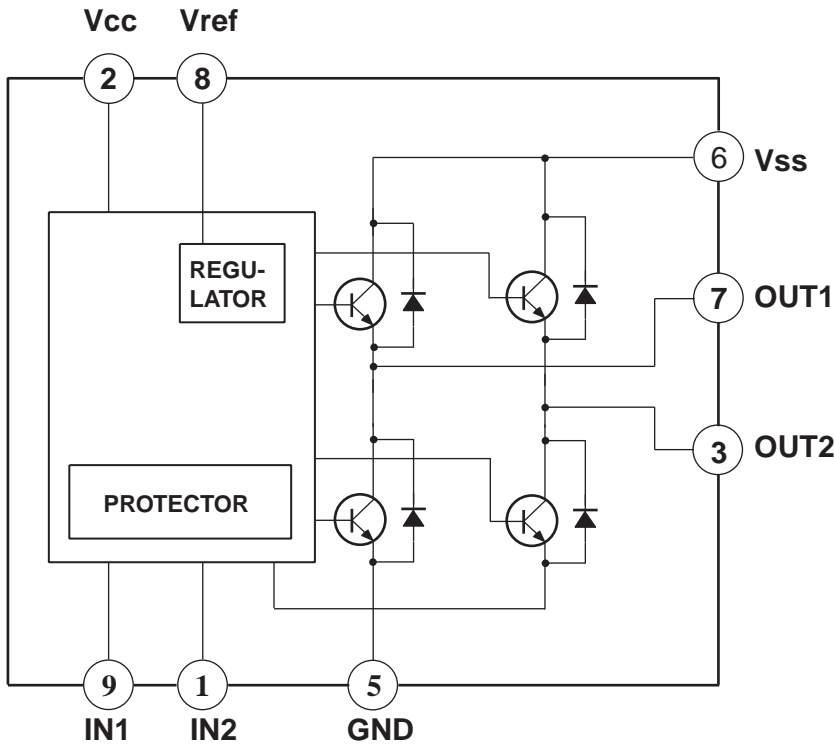 Vcc Vref
2 8
6 Vss
REGU-
LATOR
7 OUT1
3 OUT2
PROTECTOR
9 1 5
IN1 IN2 GND